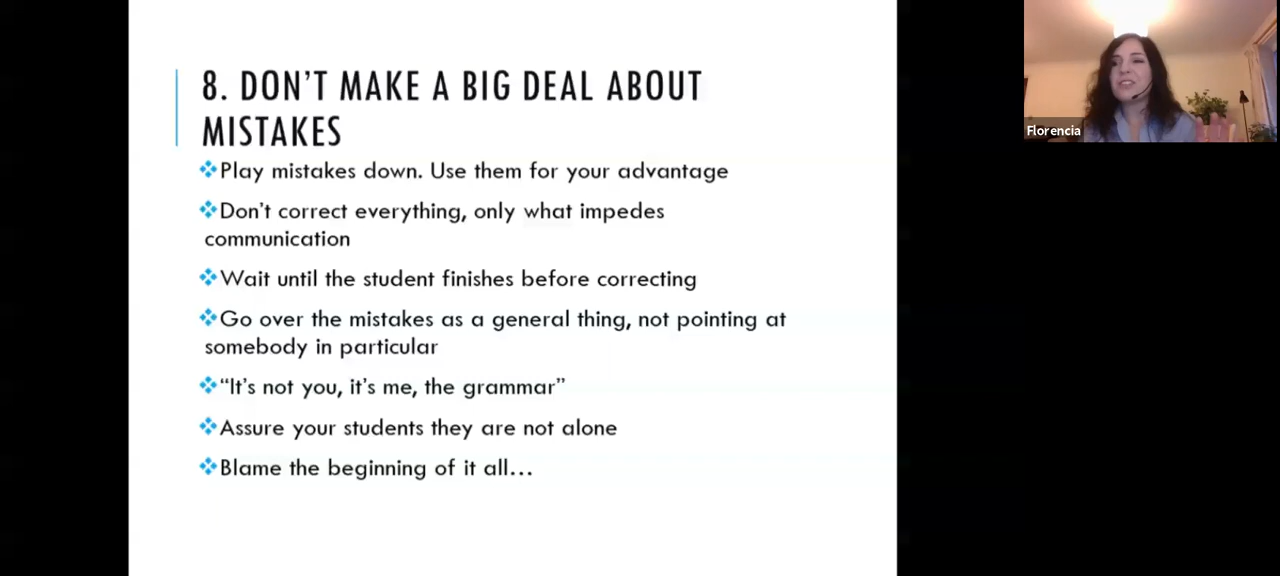 8. DON'T MAKE A BIG DEAL ABOUT
MISTAKES
Play mistakes down. Use them for your advantage
Don't correct everything, only what impedes
communication
Wait until the student finishes before correcting
Go over the mistakes as a general thing, not pointing at
somebody in particular
“It's not you, it's me, the grammar”
Assure your students they are not alone
Blame the beginning of it all…
Florencia